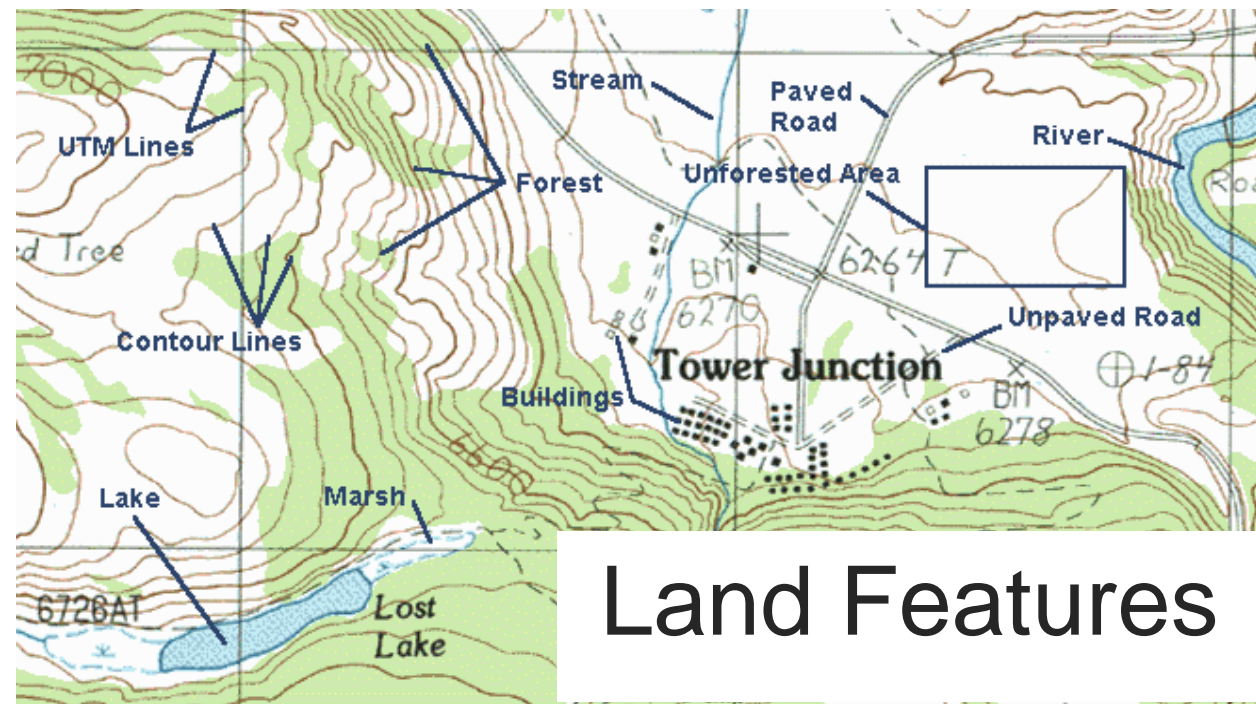 7000
UTM Lines
Stream
Paved
Road
River
Unforested Area
Forest
Ro
d Tree
6264 T
BM
6270
Contour Lines
Unpaved Road
Tower Junction
1-84
BM
6278
Buildings
6600
Lake
Marsh
6726AT
Lost
Lake
Land Features